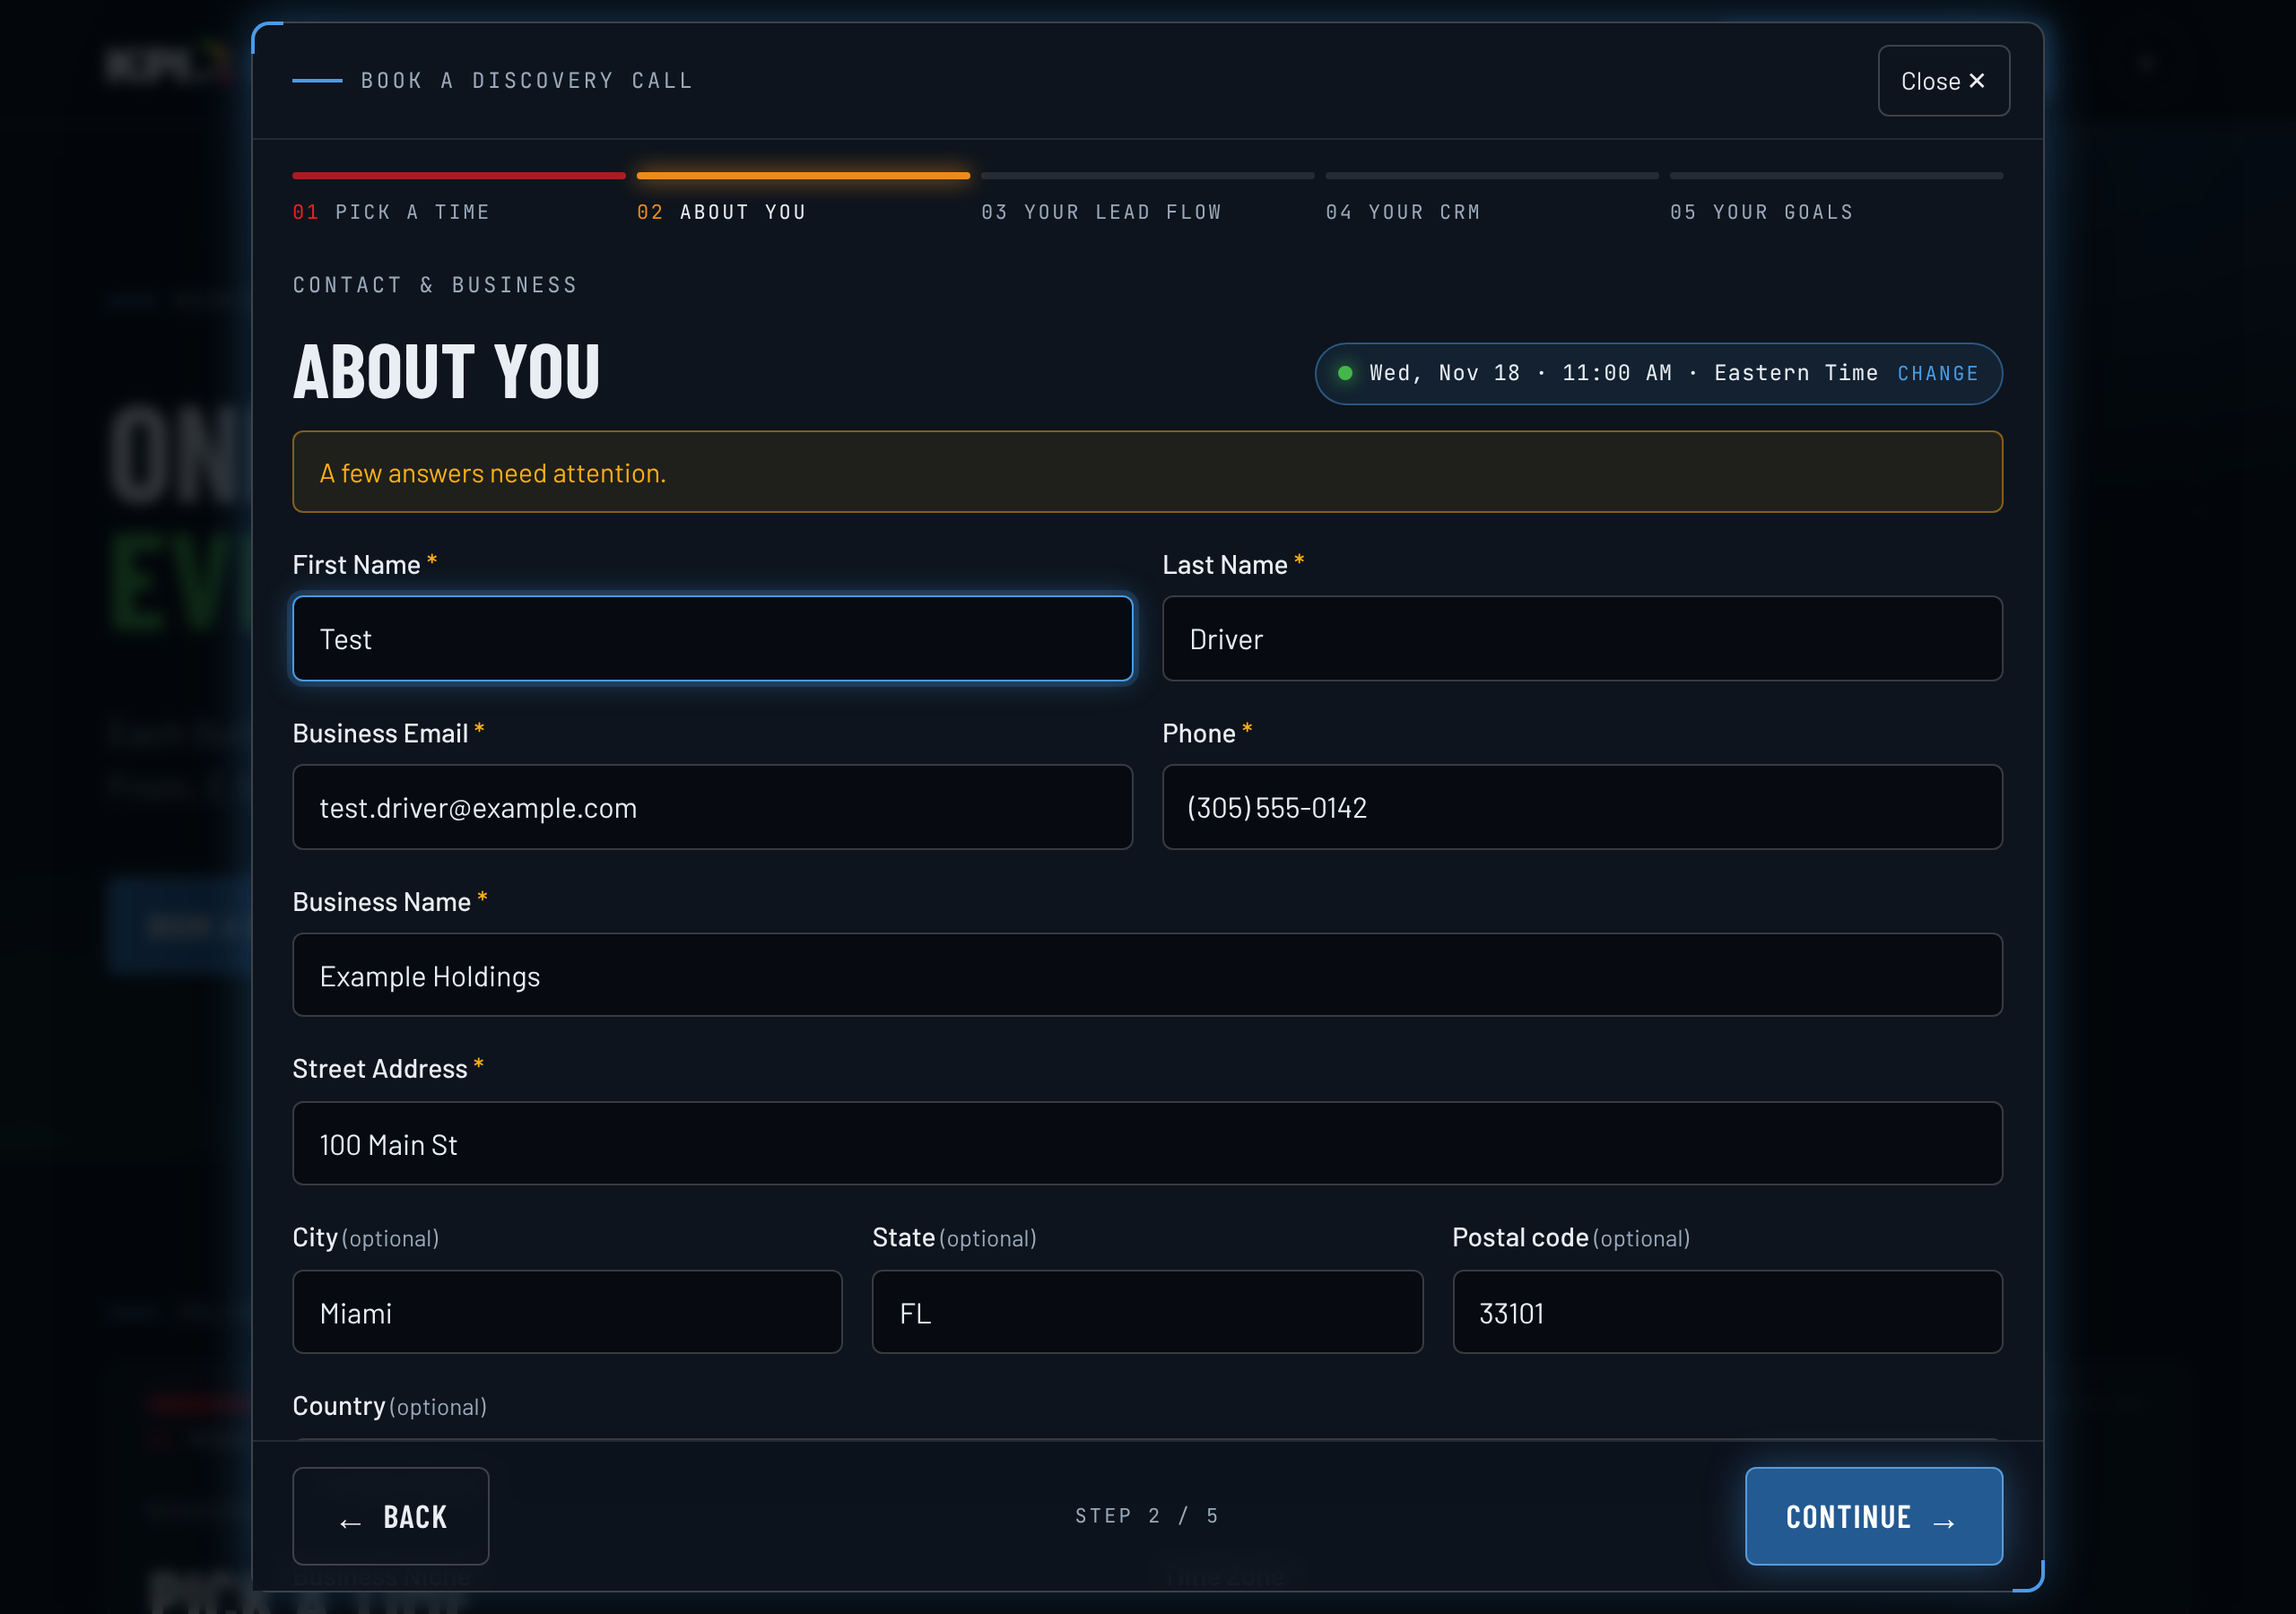 BOOK A DISCOVERY CALL
Close ✕
01 PICK A TIME
02 ABOUT YOU
03 YOUR LEAD FLOW
04 YOUR CRM
05 YOUR GOALS
CONTACT & BUSINESS
ABOUT YOU
Wed, Nov 18 · 11:00 AM · Eastern Time CHANGE
A few answers need attention.
First Name *
Last Name *
Test
Driver
Business Email *
Phone *
test.driver@example.com
(305) 555-0142
Business Name *
Example Holdings
Street Address *
100 Main St
City (optional)
State (optional)
Postal code (optional)
Miami
FL
33101
Country (optional)
← BACK
STEP 2 / 5
CONTINUE →
Business Niche
Time Zone